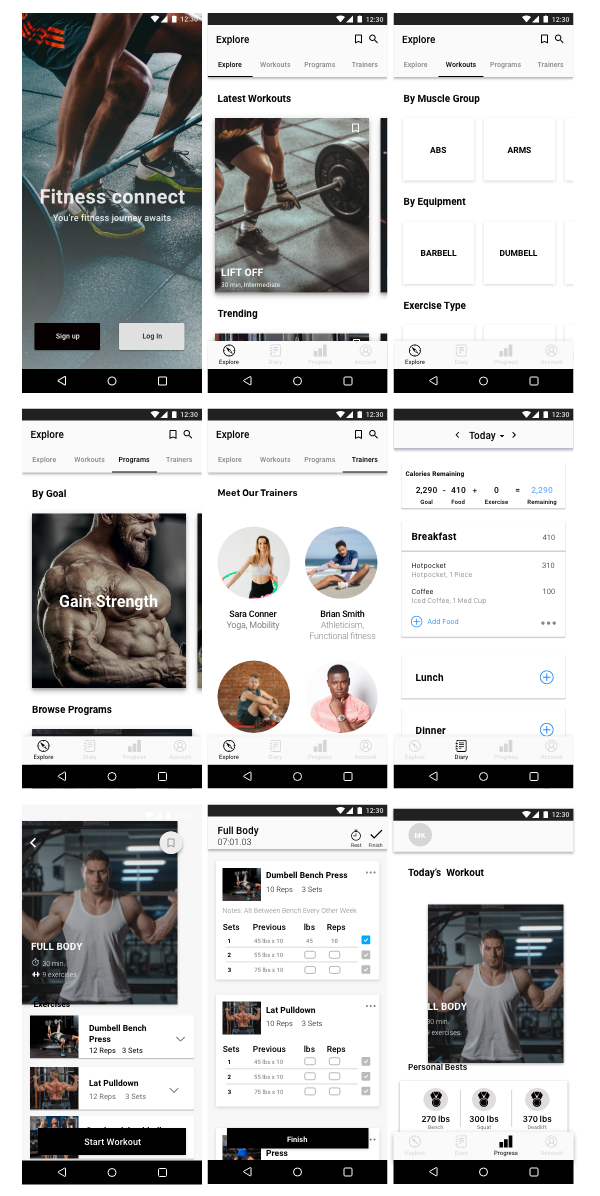 12:30
Fitness connect
You're fitness journey awaits
Sign up
Log In
12:30
Explore
Explore Workouts Programs Trainers
Latest Workouts
LIFT OFF
30 min, Intermediate
Trending
Explore Diary Progress Account
12:30
Explore
Explore Workouts Programs Trainers
By Muscle Group
ABS ARMS
By Equipment
BARBELL DUMBELL
Exercise Type
Explore Diary Progress Account
12:30
Explore
Explore Workouts Programs Trainers
By Goal
Gain Strength
Browse Programs
Explore Diary Progress Account
12:30
Explore
Explore Workouts Programs Trainers
Meet Our Trainers
Sara Conner
Yoga, Mobility
Brian Smith
Athleticism,
Functional fitness
Explore Diary Progress Account
12:30
Today
Calories Remaining
2,290 - 410 + 0 = 2,290
Goal Food Exercise Remaining
Breakfast 410
Hotpocket 310
Hotpocket, 1 Piece
Coffee 100
Iced Coffee, 1 Med Cup
Add Food
Lunch
Dinner
Explore Diary Progress Account
FULL BODY
30 min.
9 exercises
Exercises
Dumbell Bench
Press
12 Reps 3 Sets
Lat Pulldown
12 Reps 3 Sets
Start Workout
12:30
Full Body
07:01.03
Rest Finish
Dumbell Bench Press
10 Reps 3 Sets
Notes: Alt Between Bench Every Other Week
Sets Previous lbs Reps
1 45 lbs x 10 45 10
2 55 lbs x 10
3 75 lbs x 10
Lat Pulldown
10 Reps 3 Sets
Sets Previous lbs Reps
1 45 lbs x 10
2 55 lbs x 10
3 75 lbs x 10
Finish
Press
12:30
MK
Today's Workout
LL BODY
30 min.
exercises
Personal Bests
270 lbs 300 lbs 370 lbs
Bench Squat Deadlift
Explore Diary Progress Account